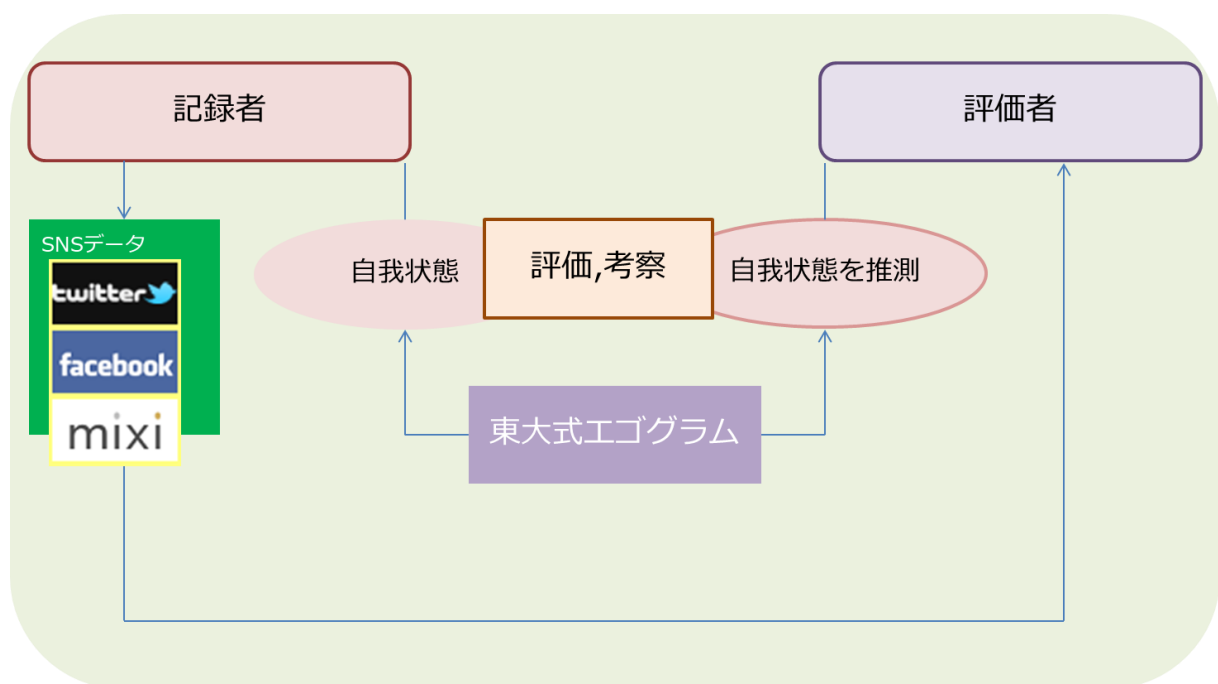 記録者
評価者
SNSデータ
twitter
facebook
mixi
自我状態
評価,考察
自我状態を推測
東大式エゴグラム